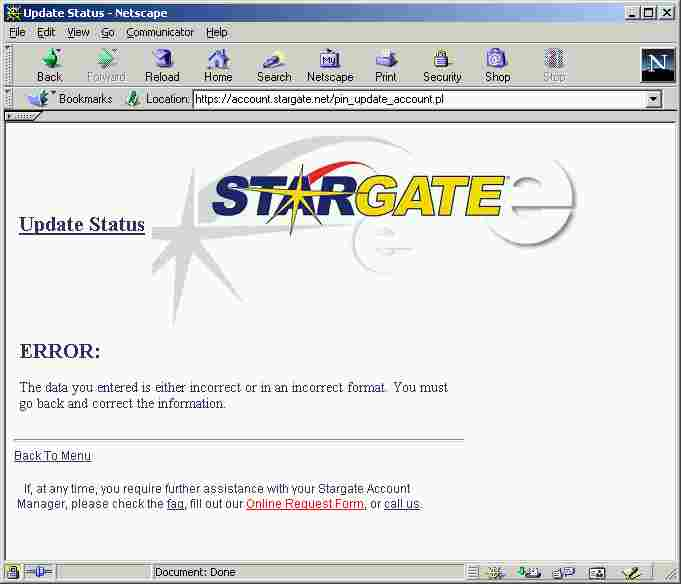 Update Status - Netscape
File Edit View Go Communicator Help
Back Forward Reload Home Search Netscape Print Security Shop Stop
My
N
Bookmarks Location: https://account.stargate.net/pin_update_account.pl
STARGATE
Update Status
ERROR:
The data you entered is either incorrect or in an incorrect format. You must
go back and correct the information.
Back To Menu
If, at any time, you require further assistance with your Stargate Account
Manager, please check the faq, fill out our Online Request Form, or call us.
Document: Done